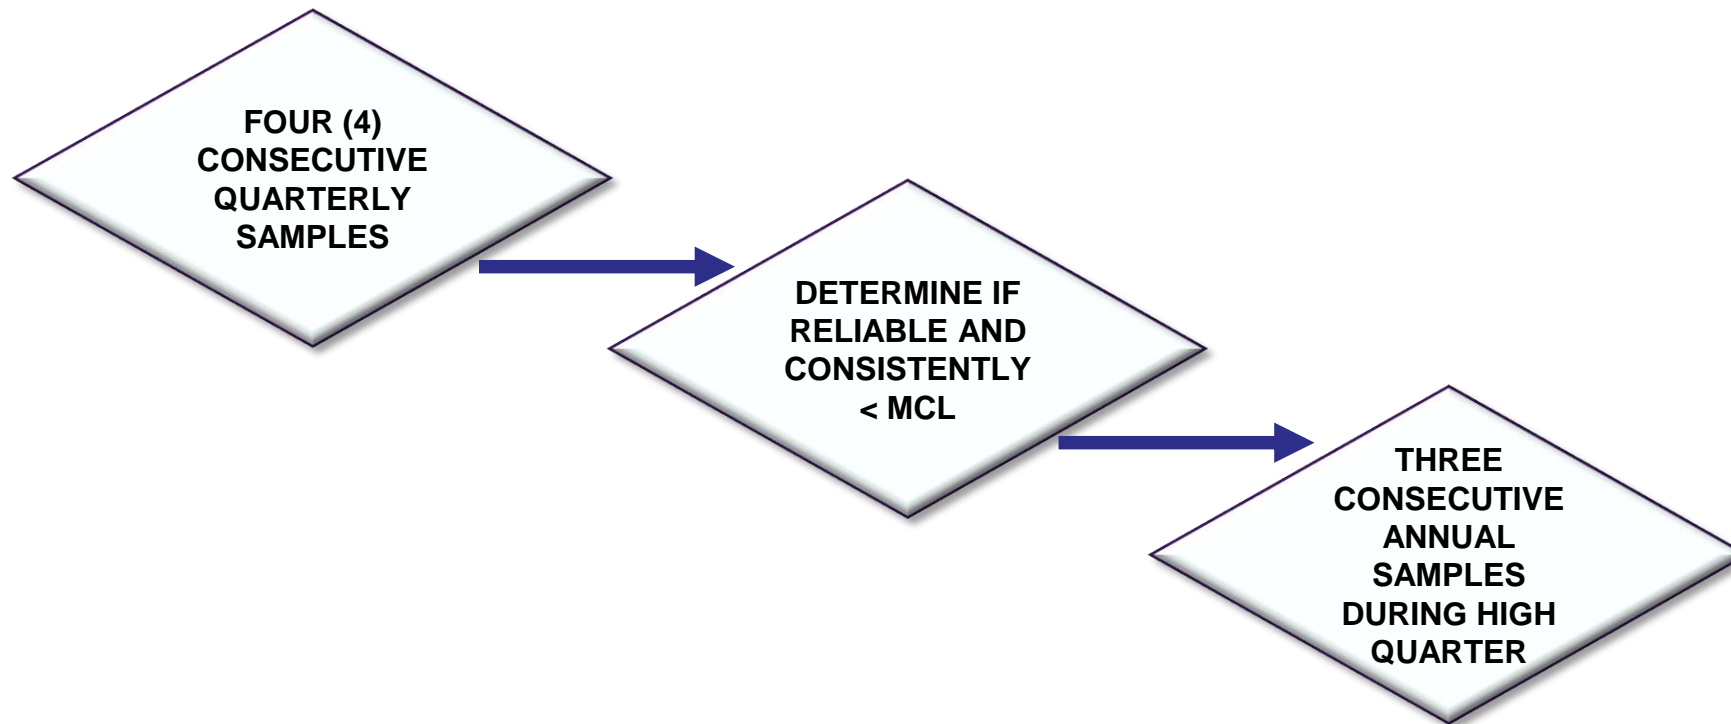 FOUR (4)
CONSECUTIVE
QUARTERLY
SAMPLES
DETERMINE IF
RELIABLE AND
CONSISTENTLY
< MCL
THREE
CONSECUTIVE
ANNUAL
SAMPLES
DURING HIGH
QUARTER